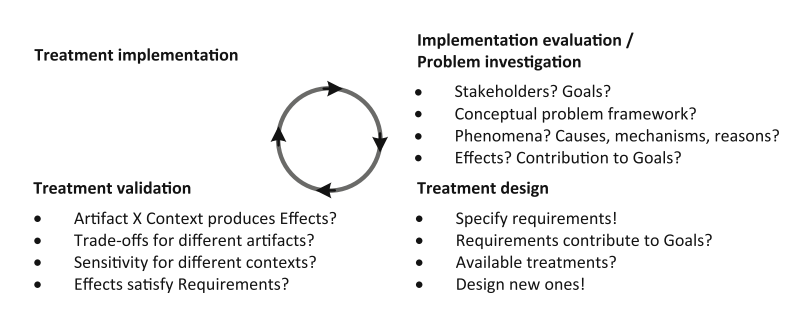 Treatment implementation
Implementation evaluation /
Problem investigation
• Stakeholders? Goals?
• Conceptual problem framework?
• Phenomena? Causes, mechanisms, reasons?
• Effects? Contribution to Goals?
Treatment validation
• Artifact X Context produces Effects?
• Trade-offs for different artifacts?
• Sensitivity for different contexts?
• Effects satisfy Requirements?
Treatment design
• Specify requirements!
• Requirements contribute to Goals?
• Available treatments?
• Design new ones!